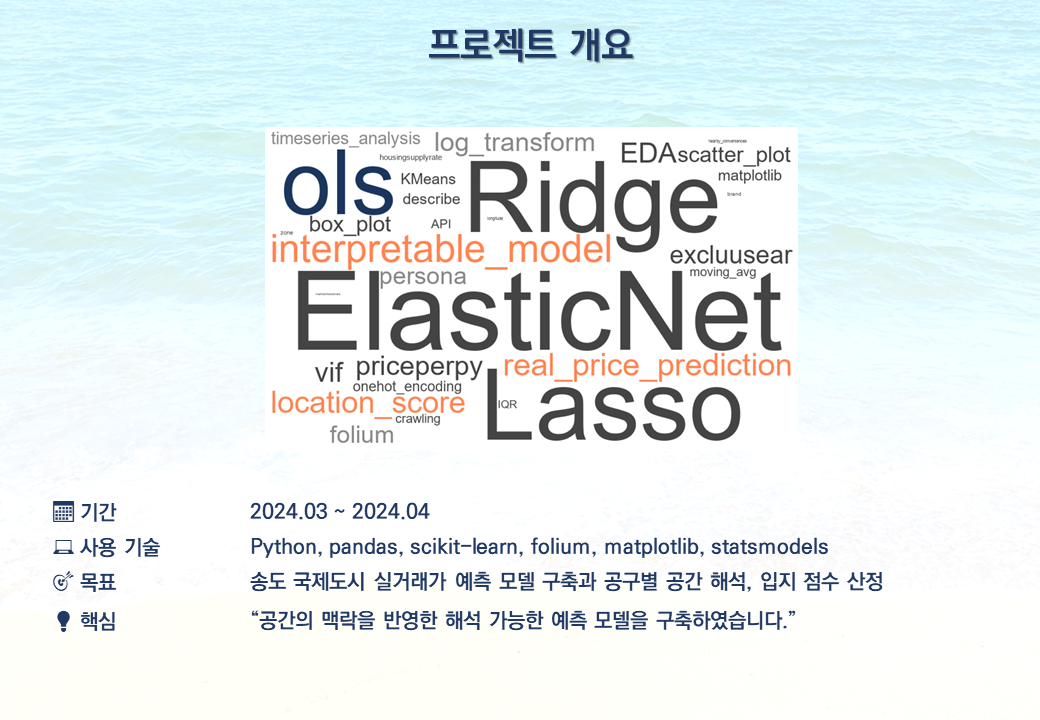 프로젝트 개요
timeseries_analysis log_transform
housingsupplyrate EDA scatter_plot
ols KMeans Ridge matplotlib
describe brand
box_plot API longitude
zone
interpretable_model excluusear
persona moving_avg
ElasticNet
vif priceperpy real_price_prediction
onehot_encoding
location_score IQR Lasso
crawling
folium
기간 2024.03 ~ 2024.04
사용 기술 Python, pandas, scikit-learn, folium, matplotlib, statsmodels
목표 송도 국제도시 실거래가 예측 모델 구축과 공구별 공간 해석, 입지 점수 산정
핵심 “공간의 맥락을 반영한 해석 가능한 예측 모델을 구축하였습니다.”